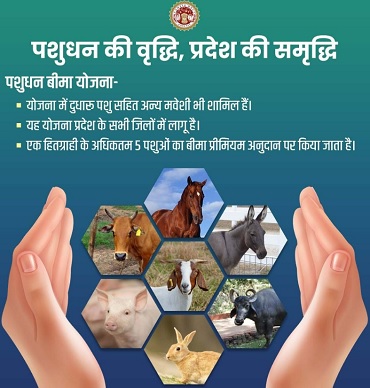 पशुधन की वृद्धि, प्रदेश की समृद्धि
पशुधन बीमा योजना-
योजना में दुधारू पशु सहित अन्य मवेशी भी शामिल हैं।
यह योजना प्रदेश के सभी जिलों में लागू है।
एक हितग्राही के अधिकतम 5 पशुओं का बीमा प्रीमियम अनुदान पर किया जाता है।